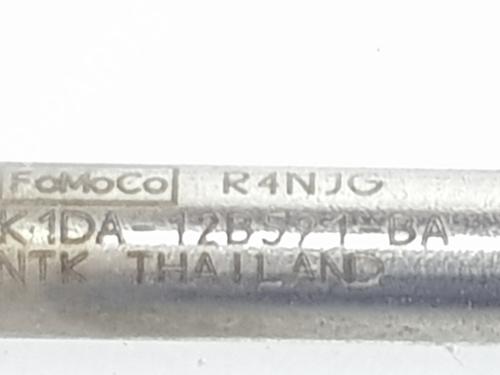 FoMoCo R4NJG
K1DA-12B591-BA
NTK THAILAND